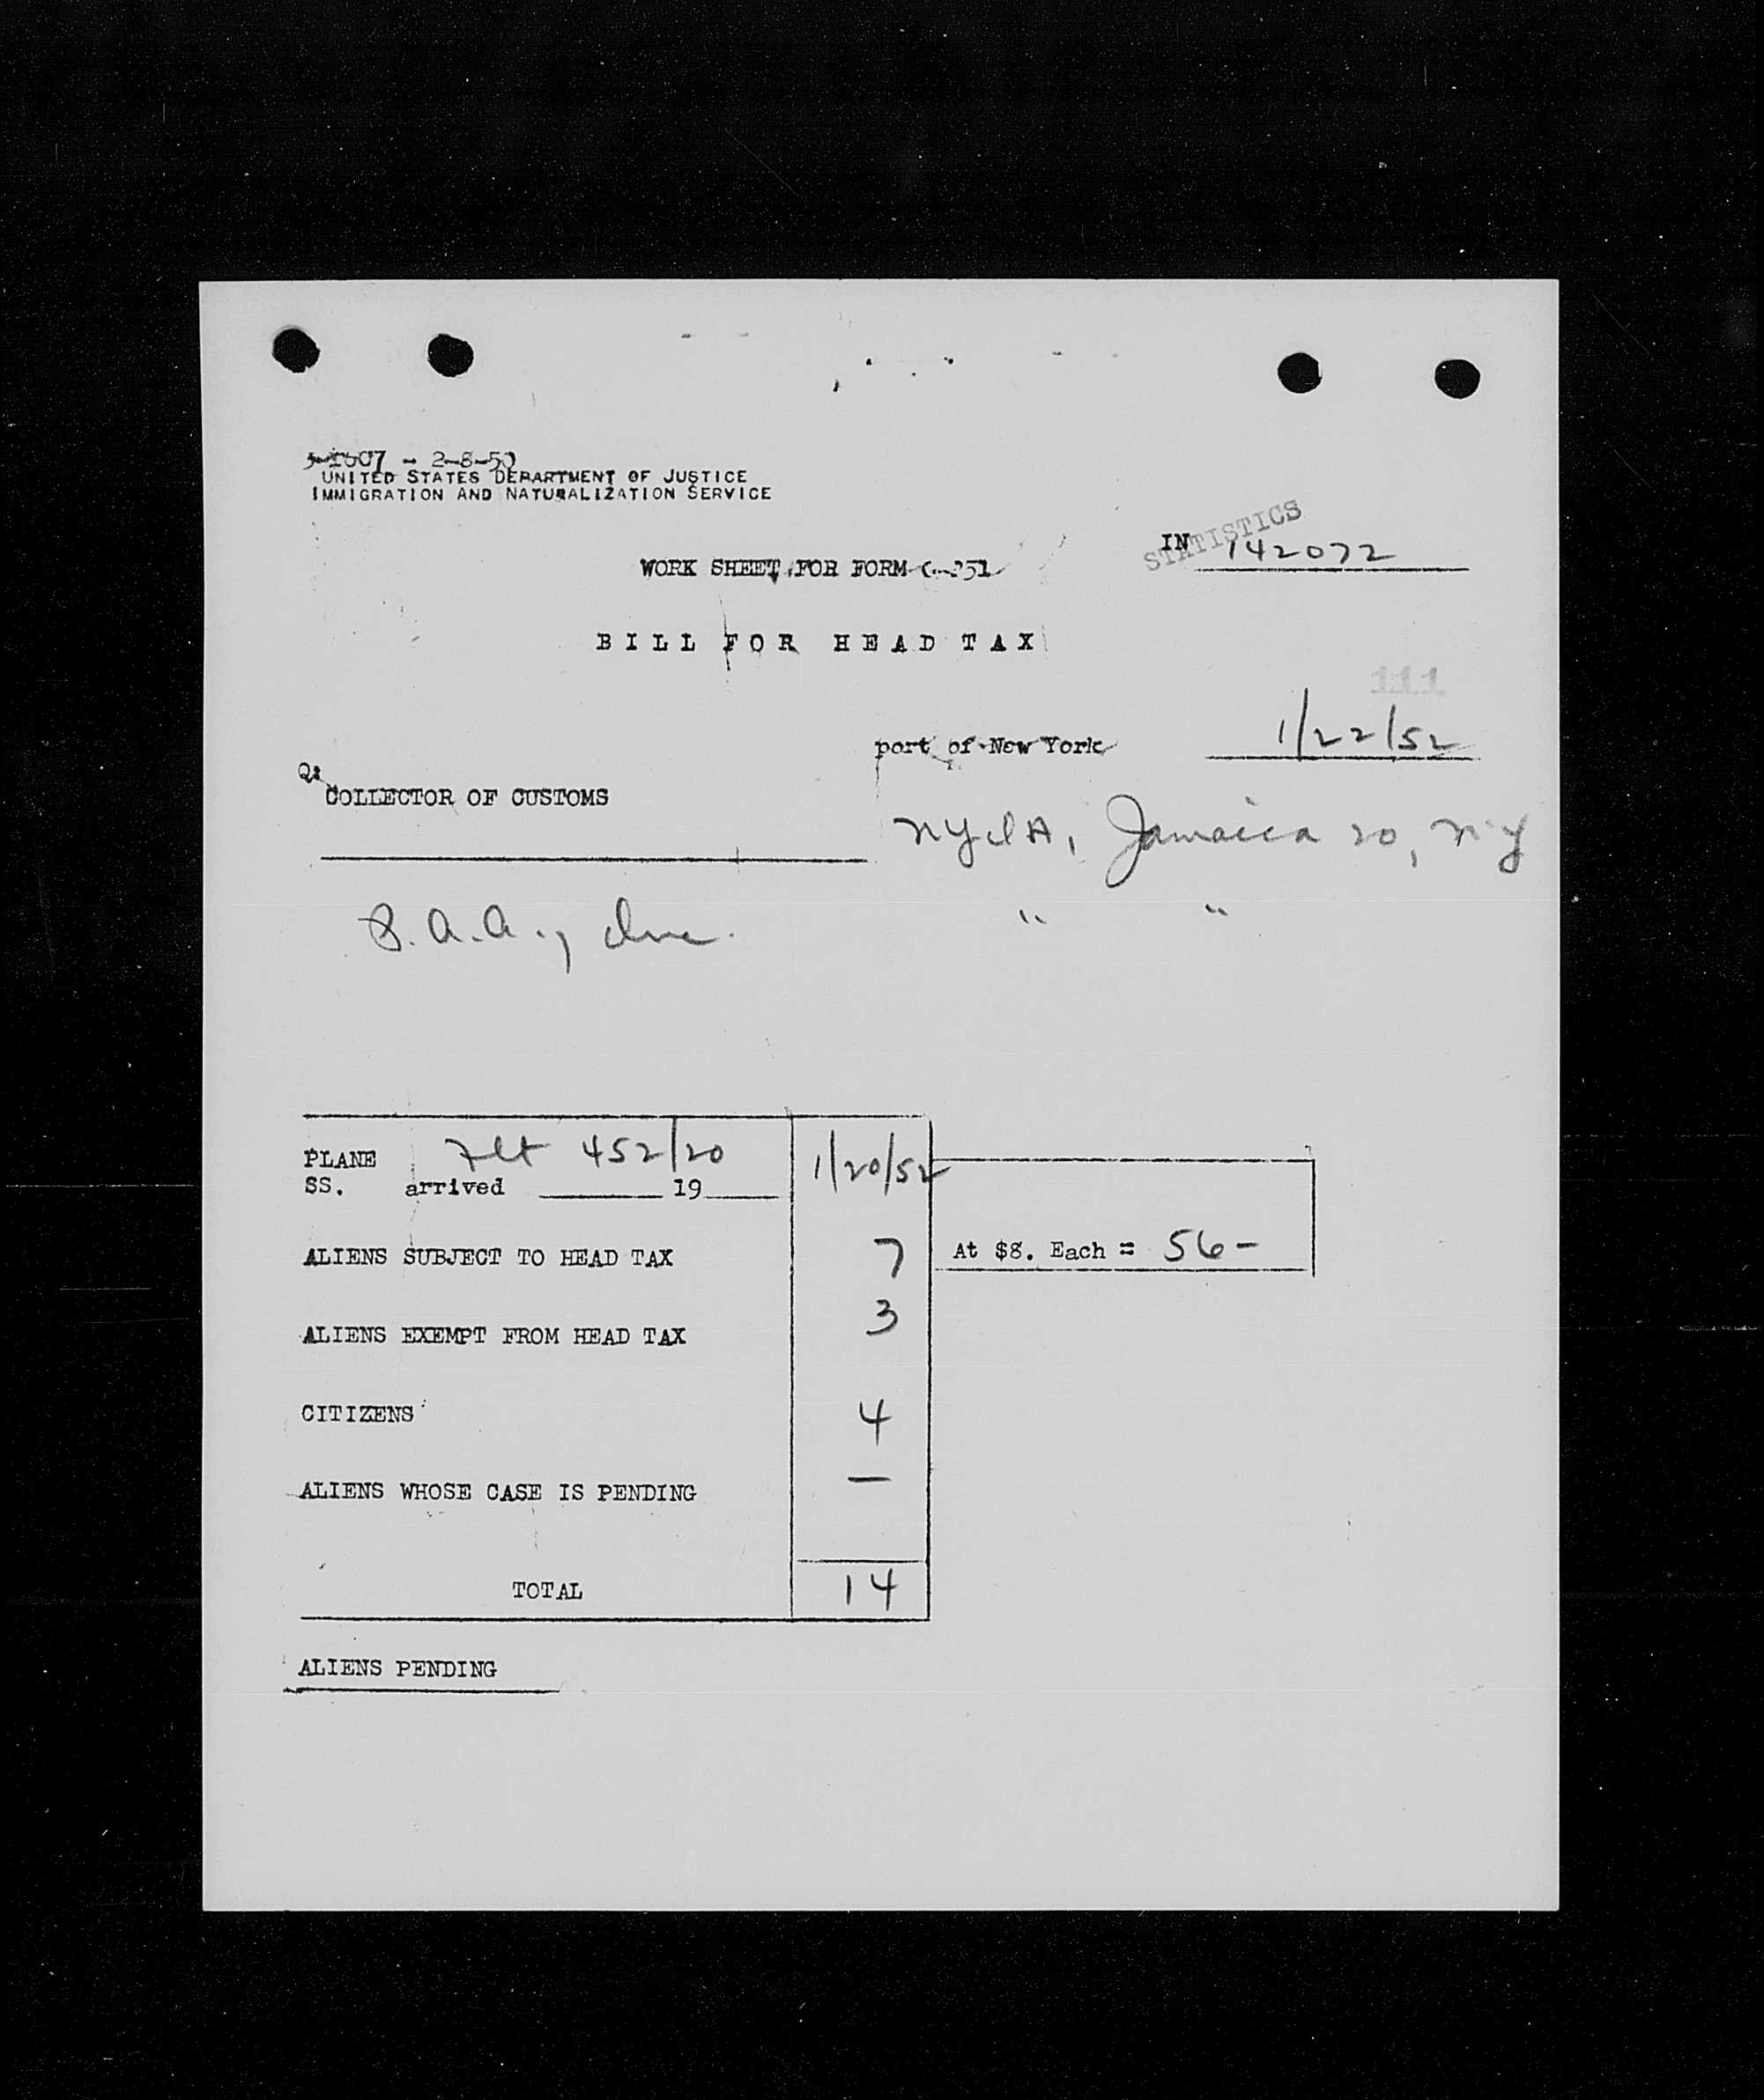 - 2-8-50
UNITED STATES DEPARTMENT OF JUSTICE
IMMIGRATION AND NATURALIZATION SERVICE
STATISTICS
IN 142072
WORK SHEET FOR FORM
BILL FOR HEAD TAX
111
port of New York 1/22/52
COLLECTOR OF CUSTOMS
NYIA, Jamaica 20, NY
A.A., Inc. " "
PLANE Flt 452/20 1/20/52
SS. arrived 19
ALIENS SUBJECT TO HEAD TAX 7 At $8. Each = 56-
ALIENS EXEMPT FROM HEAD TAX 3
CITIZENS 4
ALIENS WHOSE CASE IS PENDING —
TOTAL 14
ALIENS PENDING